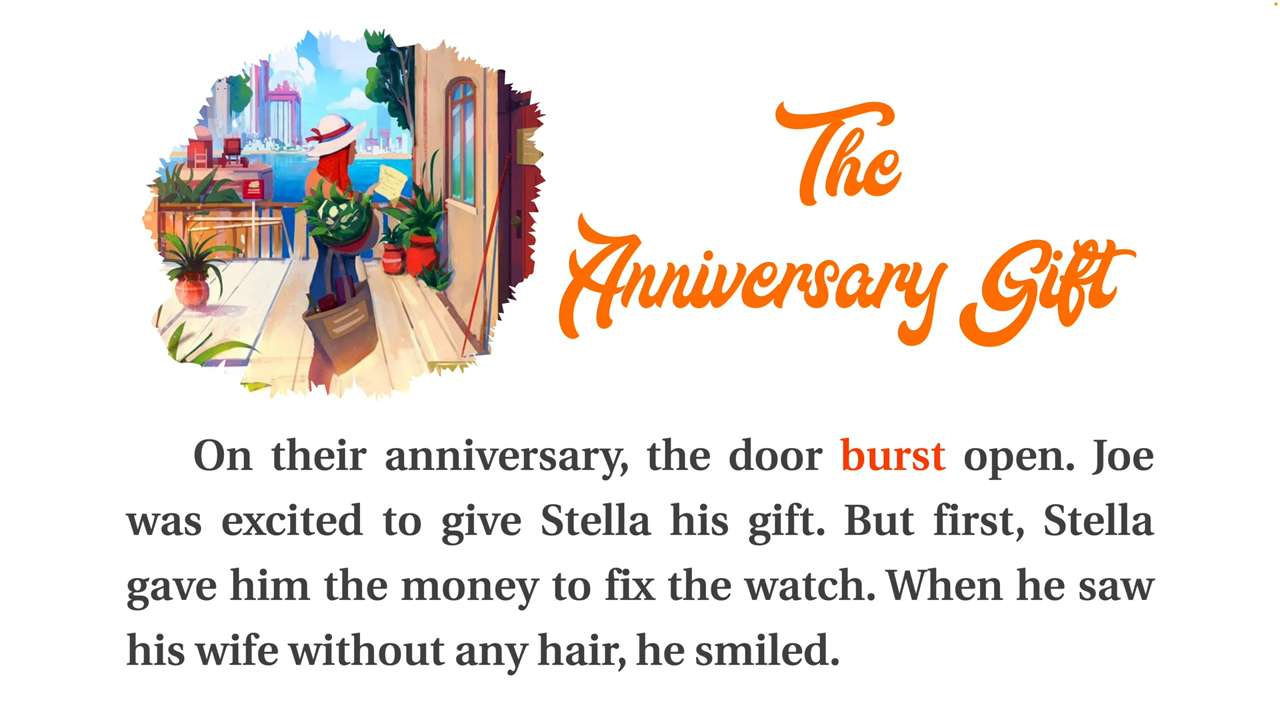 The
Anniversary Gift
On their anniversary, the door burst open. Joe
was excited to give Stella his gift. But first, Stella
gave him the money to fix the watch. When he saw
his wife without any hair, he smiled.